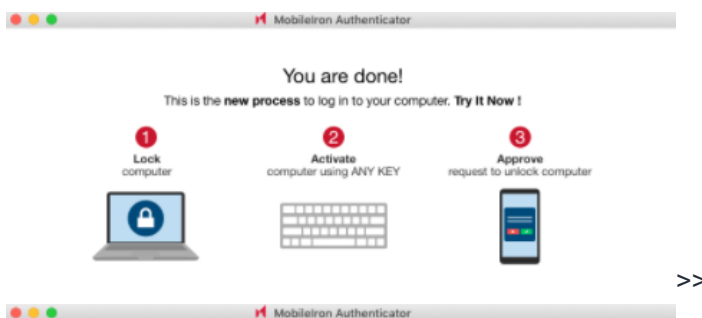 MobileIron Authenticator
You are done!
This is the new process to log in to your computer. Try It Now !
1 2 3
Lock Activate Approve
computer computer using ANY KEY request to unlock computer
>>
MobileIron Authenticator